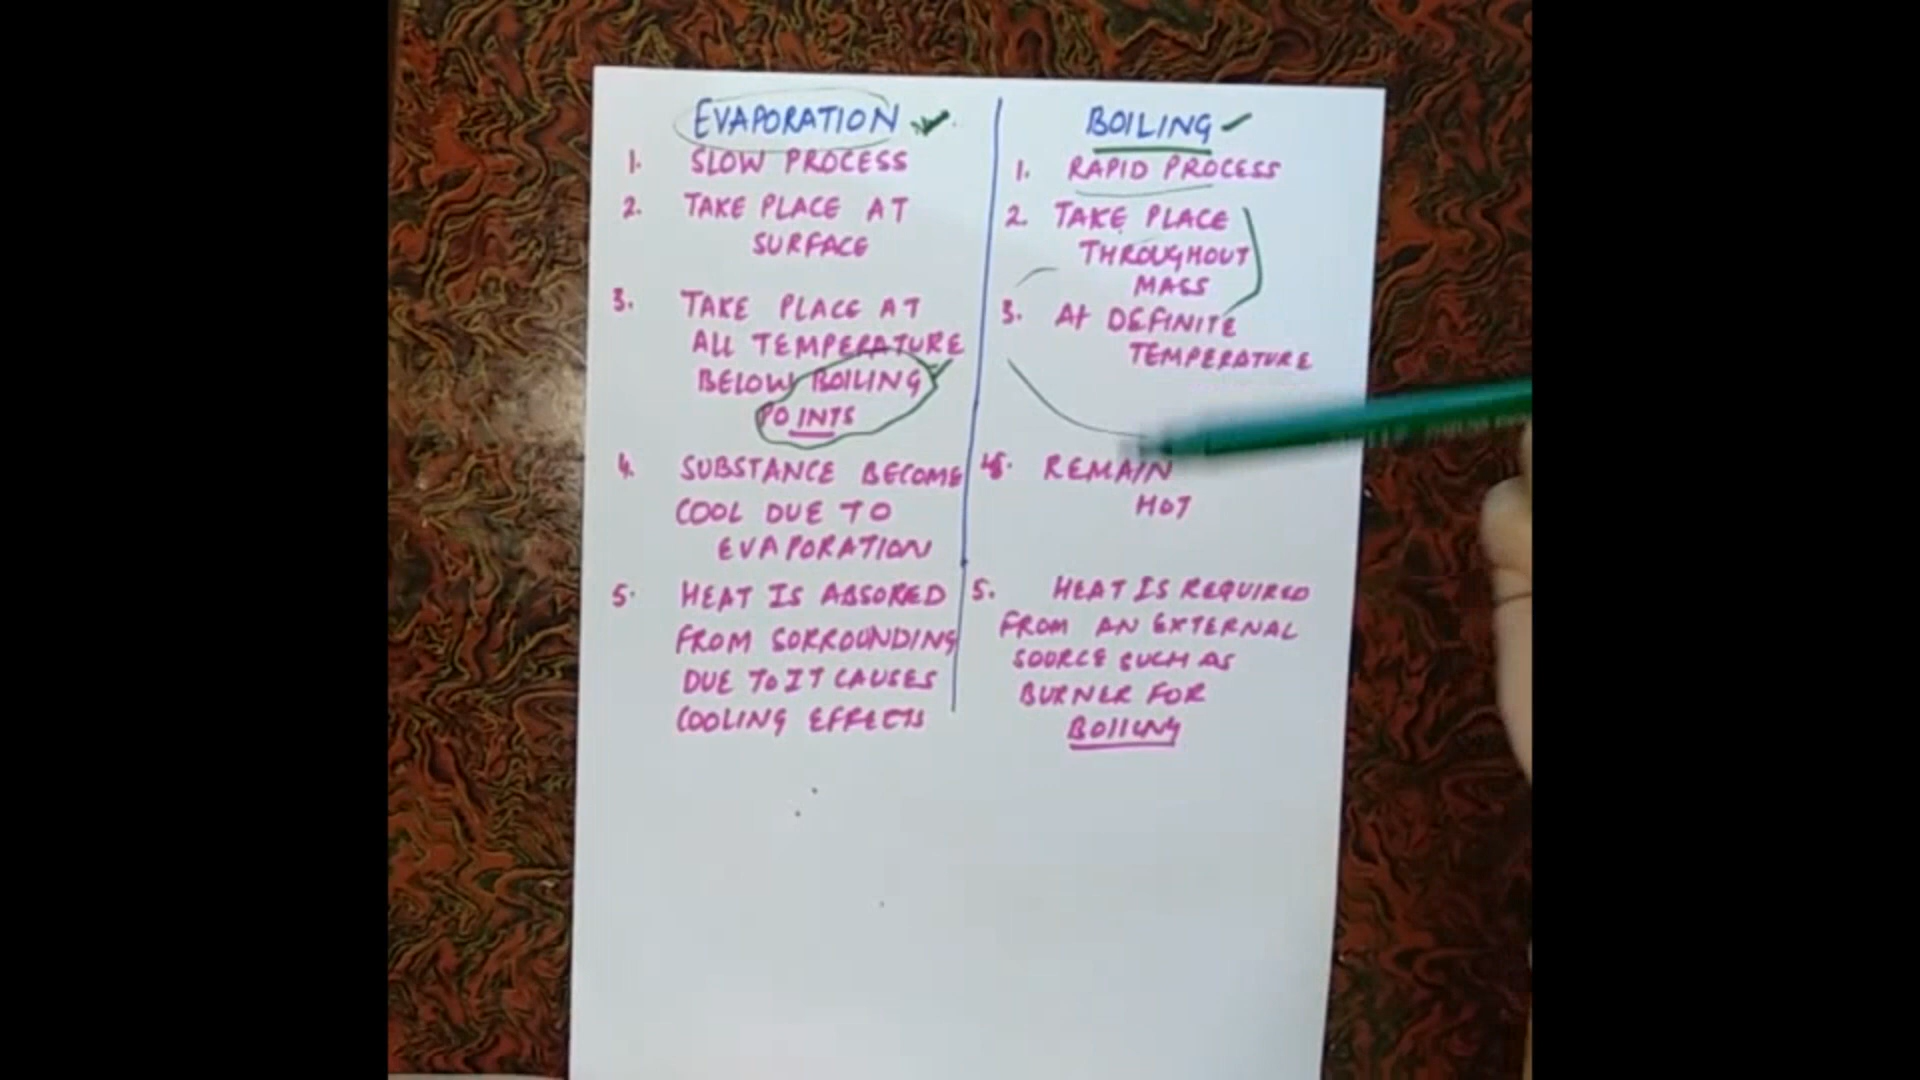 EVAPORATION
1. SLOW PROCESS
2. TAKE PLACE AT
SURFACE
3. TAKE PLACE AT
ALL TEMPERATURE
BELOW BOILING
POINTS
4. SUBSTANCE BECOME
COOL DUE TO
EVAPORATION
5. HEAT IS ABSORED
FROM SORROUNDING
DUE TO IT CAUSES
COOLING EFFECTS
BOILING
1. RAPID PROCESS
2. TAKE PLACE
THROUGHOUT
MASS
3. At DEFINITE
TEMPERATURE
4. REMAIN
HOT
5. HEAT IS REQUIRED
FROM AN EXTERNAL
SOURCE SUCH AS
BURNER FOR
BOILING